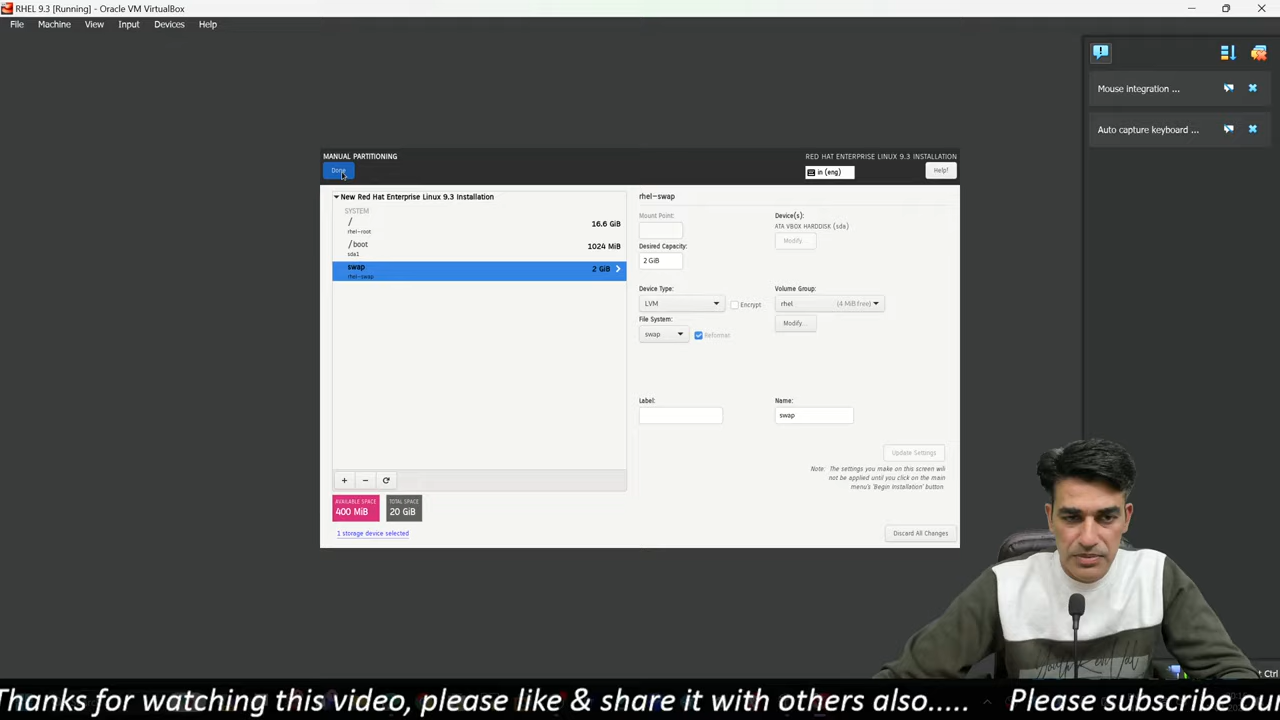 RHEL 9.3 [Running] - Oracle VM VirtualBox
File Machine View Input Devices Help
Mouse integration ...
Auto capture keyboard ...
MANUAL PARTITIONING
RED HAT ENTERPRISE LINUX 9.3 INSTALLATION
Done
in (eng)
Help!
New Red Hat Enterprise Linux 9.3 Installation
SYSTEM
/
16.6 GiB
rhel-root
/boot
1024 MiB
sda1
swap
2 GiB
rhel-swap
rhel-swap
Mount Point:
Device(s):
ATA VBOX HARDDISK (sda)
Modify...
Desired Capacity:
2 GiB
Device Type:
Volume Group:
LVM
Encrypt
rhel (4 MiB free)
File System:
Modify...
swap
Reformat
Label:
Name:
swap
Update Settings
Note: The settings you make on this screen will
not be applied until you click on the main
menu's 'Begin Installation' button
+ −
AVAILABLE SPACE
400 MiB
TOTAL SPACE
20 GiB
1 storage device selected
Discard All Changes
Ctrl
Thanks for watching this video, please like & share it with others also..... Please subscribe our